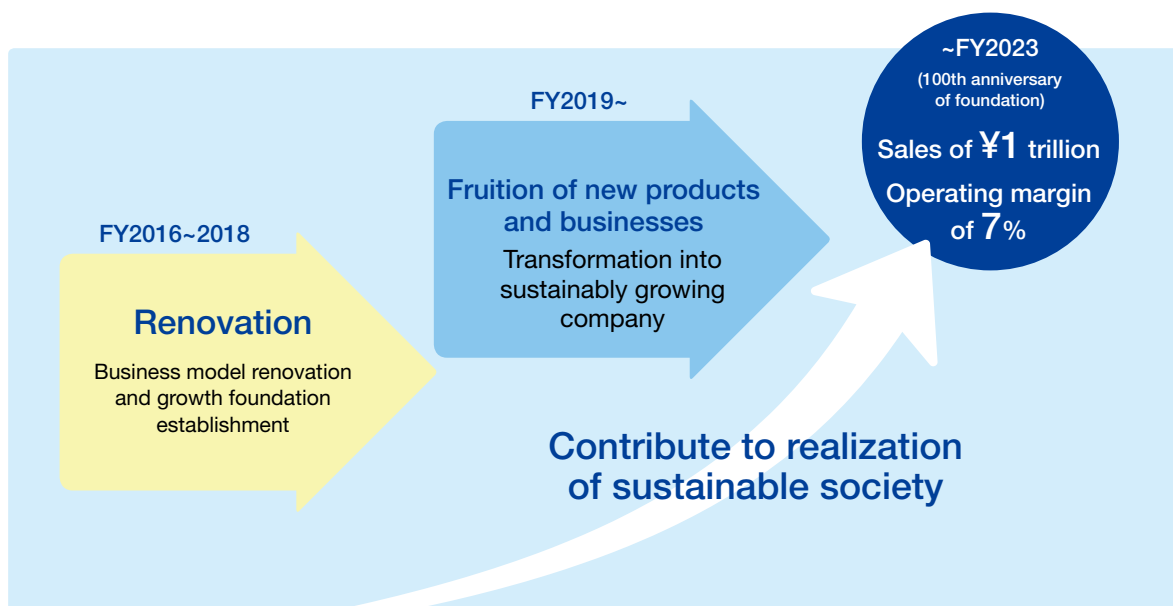 FY2016~2018
Renovation
Business model renovation
and growth foundation
establishment
FY2019~
Fruition of new products
and businesses
Transformation into
sustainably growing
company
~FY2023
(100th anniversary
of foundation)
Sales of ¥1 trillion
Operating margin
of 7%
Contribute to realization
of sustainable society